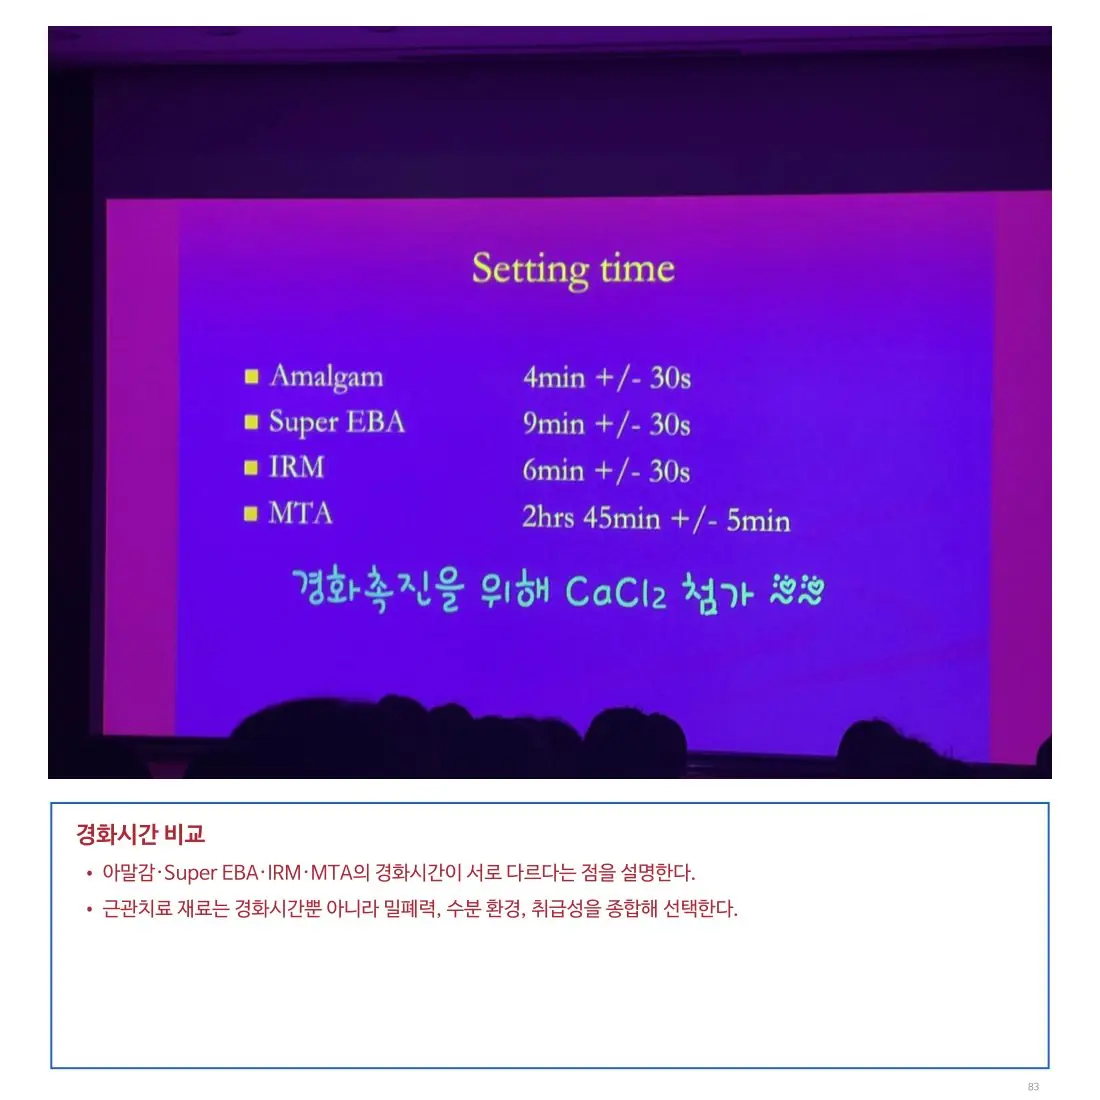 Setting time
■ Amalgam 4min +/- 30s
■ Super EBA 9min +/- 30s
■ IRM 6min +/- 30s
■ MTA 2hrs 45min +/- 5min
경화촉진을 위해 CaCl2 첨가
경화시간 비교
• 아말감·Super EBA·IRM·MTA의 경화시간이 서로 다르다는 점을 설명한다.
• 근관치료 재료는 경화시간뿐 아니라 밀폐력, 수분 환경, 취급성을 종합해 선택한다.
83